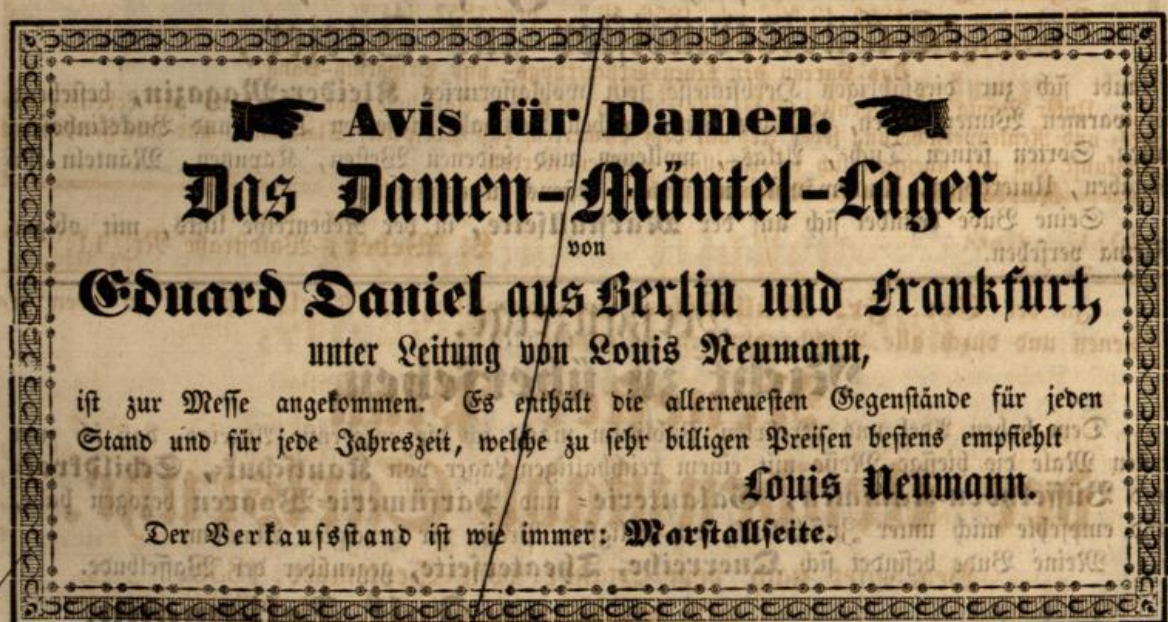 Avis für Damen.
Das Damen-Mäntel-Lager
von
Eduard Daniel aus Berlin und Frankfurt,
unter Leitung von Louis Neumann,
ist zur Messe angekommen. Es enthält die allerneuesten Gegenstände für jeden
Stand und für jede Jahreszeit, welche zu sehr billigen Preisen bestens empfiehlt
Louis Neumann.
Der Verkaufsstand ist wie immer: Marstallseite.